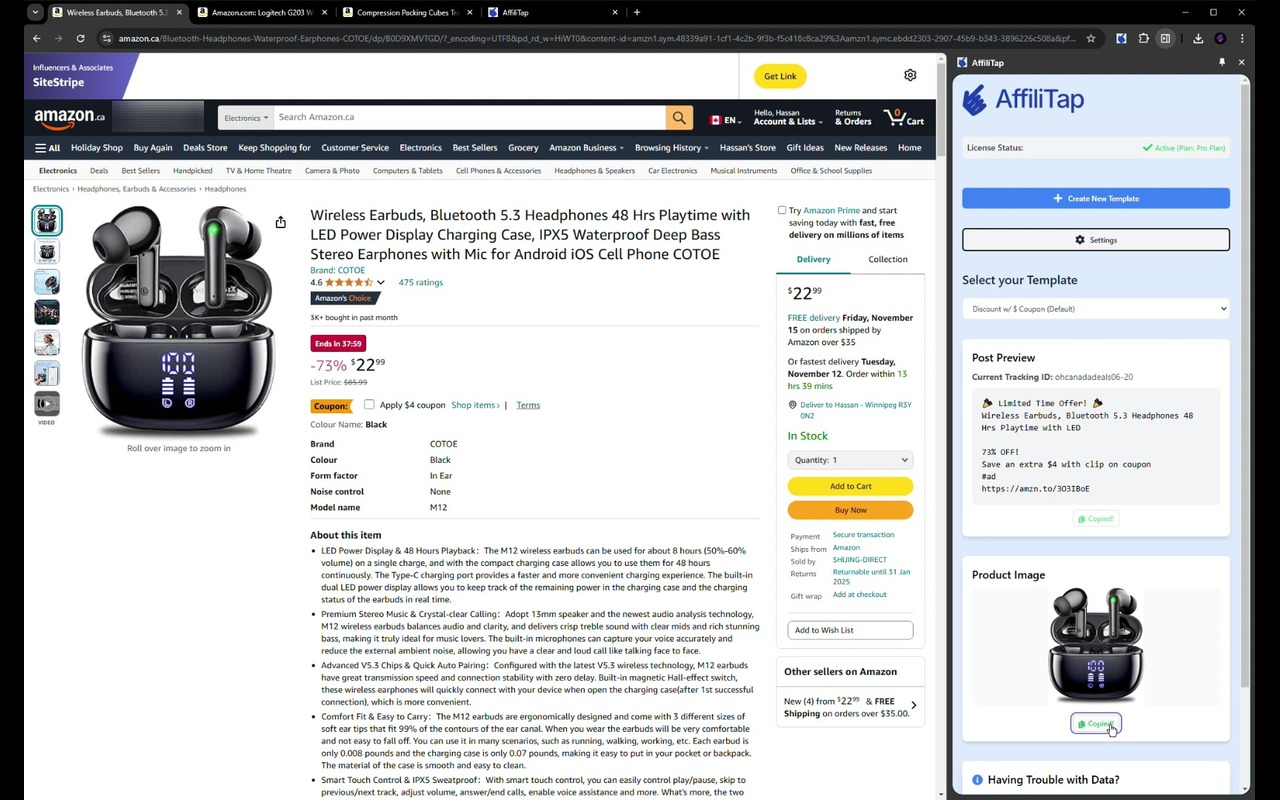 Wireless Earbuds, Bluetooth 5.3
Amazon.com: Logitech G203 W
Compression Packing Cubes Tra
AffiliTap
amazon.ca/Bluetooth-Headphones-Waterproof-Earphones-COTOE/dp/B0D9XMVTGD/?_encoding=UTF8&pd_rd_w=HiWT0&content-id=amzn1.sym.48339a91-1cf1-4c2b-9f3b-f5c418c8ca29%3Aamzn1.symc.ebdd2303-2907-45b9-b343-3896226c508a&pf...
Influencers & Associates
SiteStripe
Get Link
amazon.ca
Electronics
Search Amazon.ca
EN
Hello, Hassan
Account & Lists
Returns
& Orders
0
Cart
All
Holiday Shop
Buy Again
Deals Store
Keep Shopping for
Customer Service
Electronics
Best Sellers
Grocery
Amazon Business
Browsing History
Hassan's Store
Gift Ideas
New Releases
Home
Electronics
Deals
Best Sellers
Handpicked
TV & Home Theatre
Camera & Photo
Computers & Tablets
Cell Phones & Accessories
Headphones & Speakers
Car Electronics
Musical Instruments
Office & School Supplies
Electronics › Headphones, Earbuds & Accessories › Headphones
100
L R
VIDEO
Roll over image to zoom in
Wireless Earbuds, Bluetooth 5.3 Headphones 48 Hrs Playtime with
LED Power Display Charging Case, IPX5 Waterproof Deep Bass
Stereo Earphones with Mic for Android iOS Cell Phone COTOE
Brand: COTOE
4.6
475 ratings
Amazon's Choice
3K+ bought in past month
Ends in 37:59
-73% $22 99
List Price: $85.99
Coupon:
Apply $4 coupon
Shop items ›
|
Terms
Colour Name: Black
Brand COTOE
Colour Black
Form factor In Ear
Noise control None
Model name M12
About this item
• LED Power Display & 48 Hours Playback：The M12 wireless earbuds can be used for about 8 hours (50%-60%
volume) on a single charge, and with the compact charging case allows you to use them for 48 hours
continuously. The Type-C charging port provides a faster and more convenient charging experience. The built-in
dual LED power display allows you to keep track of the remaining power in the charging case and the charging
status of the earbuds in real time.
• Premium Stereo Music & Crystal-clear Calling：Adopt 13mm speaker and the newest audio analysis technology,
M12 wireless earbuds balances audio and clarity, and delivers crisp treble sound with clear mids and rich stunning
bass, making it truly ideal for music lovers. The built-in microphones can capture your voice accurately and
reduce the external ambient noise, allowing you have a clear and loud call like talking face to face.
• Advanced V5.3 Chips & Quick Auto Pairing：Configured with the latest V5.3 wireless technology, M12 earbuds
have great transmission speed and connection stability with zero delay. Built-in magnetic Hall-effect switch,
these wireless earphones will quickly connect with your device when open the charging case(after 1st successful
connection), which is more convenient.
• Comfort Fit & Easy to Carry：The M12 earbuds are ergonomically designed and come with 3 different sizes of
soft ear tips that fit 99% of the contours of the ear canal. When you wear the earbuds will be very comfortable
and not easy to fall off. You can use it in many scenarios, such as running, walking, working, etc. Each earbud is
only 0.008 pounds and the charging case is only 0.07 pounds, making it easy to put in your pocket or backpack.
The material of the case is smooth and easy to clean.
• Smart Touch Control & IPX5 Sweatproof：With smart touch control, you can easily control play/pause, skip to
previous/next track, adjust volume, answer/end calls, enable voice assistance and more. What's more, the two
Try Amazon Prime and start
saving today with fast, free
delivery on millions of items
Delivery
Collection
$22 99
FREE delivery Friday, November
15 on orders shipped by
Amazon over $35
Or fastest delivery Tuesday,
November 12. Order within 13
hrs 39 mins
Deliver to Hassan - Winnipeg R3Y
0N2
In Stock
Quantity: 1
Add to Cart
Buy Now
Payment Secure transaction
Ships from Amazon
Sold by SHIJING-DIRECT
Returns Returnable until 31 Jan
2025
Gift wrap Add at checkout
Add to Wish List
Other sellers on Amazon
New (4) from $22 99 & FREE
Shipping on orders over $35.00.
AffiliTap
AffiliTap
License Status:
Active (Plan: Pro Plan)
Create New Template
Settings
Select your Template
Discount w/ $ Coupon (Default)
Post Preview
Current Tracking ID: ohcanadadeals06-20
🎉 Limited Time Offer! 🎉
Wireless Earbuds, Bluetooth 5.3 Headphones 48
Hrs Playtime with LED
73% OFF!
Save an extra $4 with clip on coupon
#ad
https://amzn.to/3O3IBoE
Copied!
Product Image
100
Copied!
Having Trouble with Data?